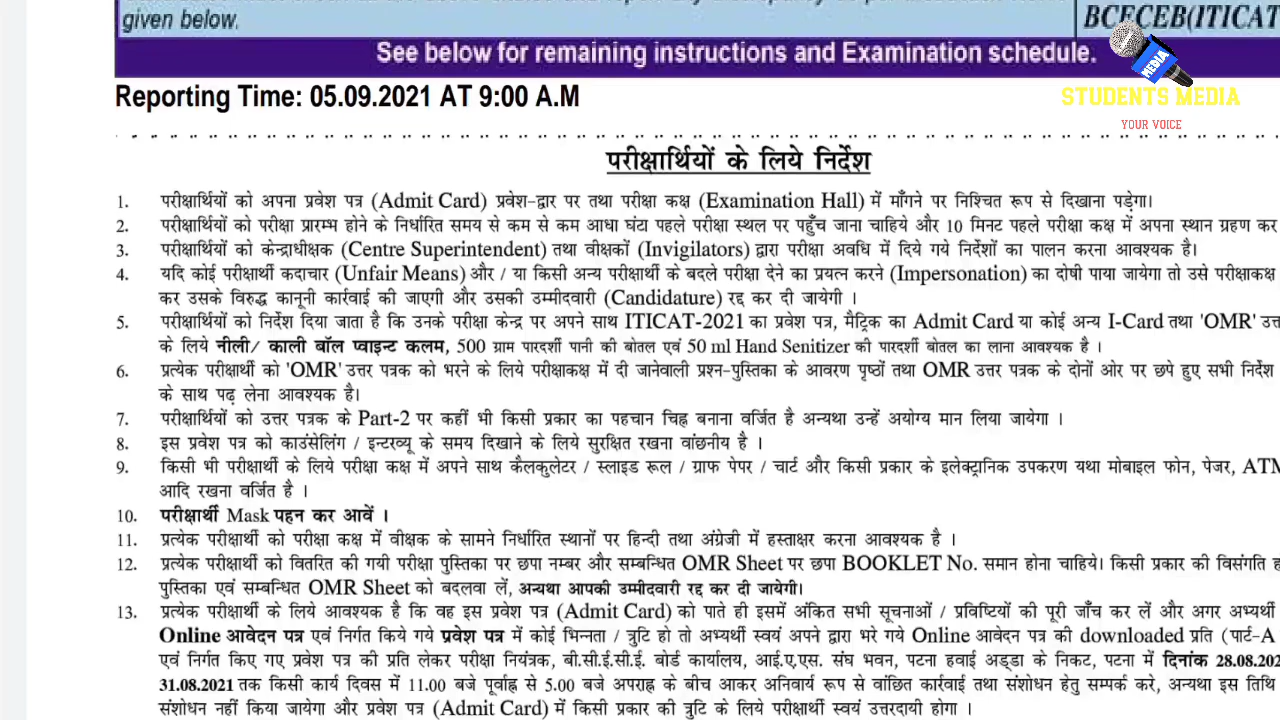 given below.
BCECEB(ITICAT
See below for remaining instructions and Examination schedule.
MEDIA
STUDENTS MEDIA
YOUR VOICE
Reporting Time: 05.09.2021 AT 9:00 A.M
परीक्षार्थियों के लिये निर्देश
1. परीक्षार्थियों को अपना प्रवेश पत्र (Admit Card) प्रवेश-द्वार पर तथा परीक्षा कक्ष (Examination Hall) में माँगने पर निश्चित रूप से दिखाना पड़ेगा।
2. परीक्षार्थियों को परीक्षा प्रारम्भ होने के निर्धारित समय से कम से कम आधा घंटा पहले परीक्षा स्थल पर पहुँच जाना चाहिये और 10 मिनट पहले परीक्षा कक्ष में अपना स्थान ग्रहण कर
3. परीक्षार्थियों को केन्द्राधीक्षक (Centre Superintendent) तथा वीक्षकों (Invigilators) द्वारा परीक्षा अवधि में दिये गये निर्देशों का पालन करना आवश्यक है।
4. यदि कोई परीक्षार्थी कदाचार (Unfair Means) और / या किसी अन्य परीक्षार्थी के बदले परीक्षा देने का प्रयत्न करने (Impersonation) का दोषी पाया जायेगा तो उसे परीक्षाकक्ष
कर उसके विरुद्ध कानूनी कार्रवाई की जाएगी और उसकी उम्मीदवारी (Candidature) रद्द कर दी जायेगी ।
5. परीक्षार्थियों को निर्देश दिया जाता है कि उनके परीक्षा केन्द्र पर अपने साथ ITICAT-2021 का प्रवेश पत्र, मैट्रिक का Admit Card या कोई अन्य I-Card तथा 'OMR' उत्त
के लिये नीली/ काली बॉल प्वाइन्ट कलम, 500 ग्राम पारदर्शी पानी की बोतल एवं 50 ml Hand Senitizer की पारदर्शी बोतल का लाना आवश्यक है ।
6. प्रत्येक परीक्षार्थी को 'OMR' उत्तर पत्रक को भरने के लिये परीक्षाकक्ष में दी जानेवाली प्रश्न-पुस्तिका के आवरण पृष्ठों तथा OMR उत्तर पत्रक के दोनों ओर पर छपे हुए सभी निर्देश
के साथ पढ़ लेना आवश्यक है।
7. परीक्षार्थियों को उत्तर पत्रक के Part-2 पर कहीं भी किसी प्रकार का पहचान चिह्न बनाना वर्जित है अन्यथा उन्हें अयोग्य मान लिया जायेगा ।
8. इस प्रवेश पत्र को काउंसेलिंग / इन्टरव्यू के समय दिखाने के लिये सुरक्षित रखना वांछनीय है ।
9. किसी भी परीक्षार्थी के लिये परीक्षा कक्ष में अपने साथ कैलकुलेटर / स्लाइड रूल / ग्राफ पेपर / चार्ट और किसी प्रकार के इलेक्ट्रानिक उपकरण यथा मोबाइल फोन, पेजर, ATM
आदि रखना वर्जित है ।
10. परीक्षार्थी Mask पहन कर आवें ।
11. प्रत्येक परीक्षार्थी को परीक्षा कक्ष में वीक्षक के सामने निर्धारित स्थानों पर हिन्दी तथा अंग्रेजी में हस्ताक्षर करना आवश्यक है ।
12. प्रत्येक परीक्षार्थी को वितरित की गयी परीक्षा पुस्तिका पर छपा नम्बर और सम्बन्धित OMR Sheet पर छपा BOOKLET No. समान होना चाहिये। किसी प्रकार की विसंगति ह
पुस्तिका एवं सम्बन्धित OMR Sheet को बदलवा लें, अन्यथा आपकी उम्मीदवारी रद्द कर दी जायेगी।
13. प्रत्येक परीक्षार्थी के लिये आवश्यक है कि वह इस प्रवेश पत्र (Admit Card) को पाते ही इसमें अंकित सभी सूचनाओं / प्रविष्टियों की पूरी जाँच कर लें और अगर अभ्यर्थी
Online आवेदन पत्र एवं निर्गत किये गये प्रवेश पत्र में कोई भिन्नता / त्रुटि हो तो अभ्यर्थी स्वयं अपने द्वारा भरे गये Online आवेदन पत्र की downloaded प्रति (पार्ट-A
एवं निर्गत किए गए प्रवेश पत्र की प्रति लेकर परीक्षा नियंत्रक, बी.सी.ई.सी.ई. बोर्ड कार्यालय, आई.ए.एस. संघ भवन, पटना हवाई अड्डा के निकट, पटना में दिनांक 28.08.202
31.08.2021 तक किसी कार्य दिवस में 11.00 बजे पूर्वाह्न से 5.00 बजे अपराह्न के बीच आकर अनिवार्य रूप से वांछित कार्रवाई तथा संशोधन हेतु सम्पर्क करे, अन्यथा इस तिथि
संशोधन नहीं किया जायेगा और प्रवेश पत्र (Admit Card) में किसी प्रकार की त्रुटि के लिये परीक्षार्थी स्वयं उत्तरदायी होगा ।